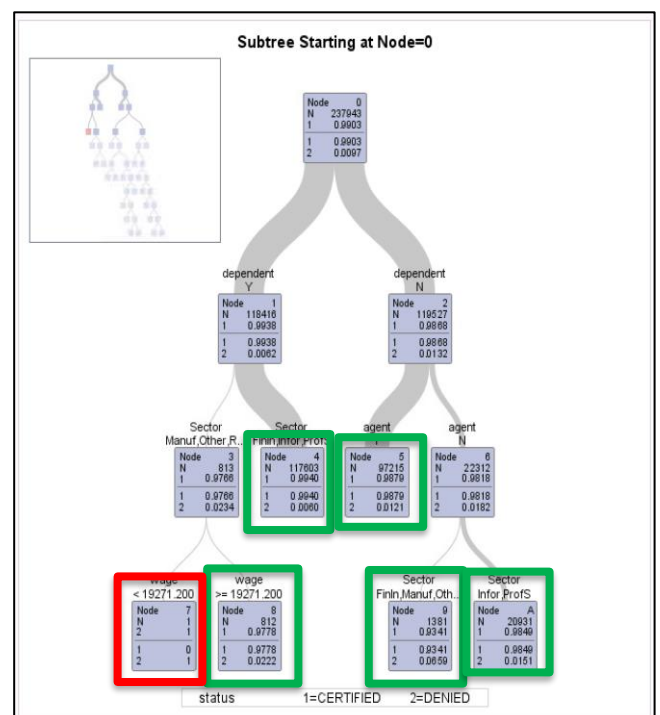 Subtree Starting at Node=0
Node 0
N 237943
1 0.9903
1 0.9903
2 0.0097
dependent
Y
Node 1
N 118416
1 0.9938
1 0.9938
2 0.0062
dependent
N
Node 2
N 119527
1 0.9868
1 0.9868
2 0.0132
Sector
Manuf,Other,R..
Node 3
N 813
1 0.9766
1 0.9766
2 0.0234
Sector
FinIn,Infor,ProfS
Node 4
N 117603
1 0.9940
1 0.9940
2 0.0060
agent
Node 5
N 97215
1 0.9879
1 0.9879
2 0.0121
agent
N
Node 6
N 22312
1 0.9818
1 0.9818
2 0.0182
wage
< 19271.200
Node 7
N 1
2 1
1 0
2 1
wage
>= 19271.200
Node 8
N 812
1 0.9778
1 0.9778
2 0.0222
Sector
FinIn,Manuf,Oth..
Node 9
N 1381
1 0.9341
1 0.9341
2 0.0659
Sector
Infor,ProfS
Node A
N 20931
1 0.9849
1 0.9849
2 0.0151
status 1=CERTIFIED 2=DENIED